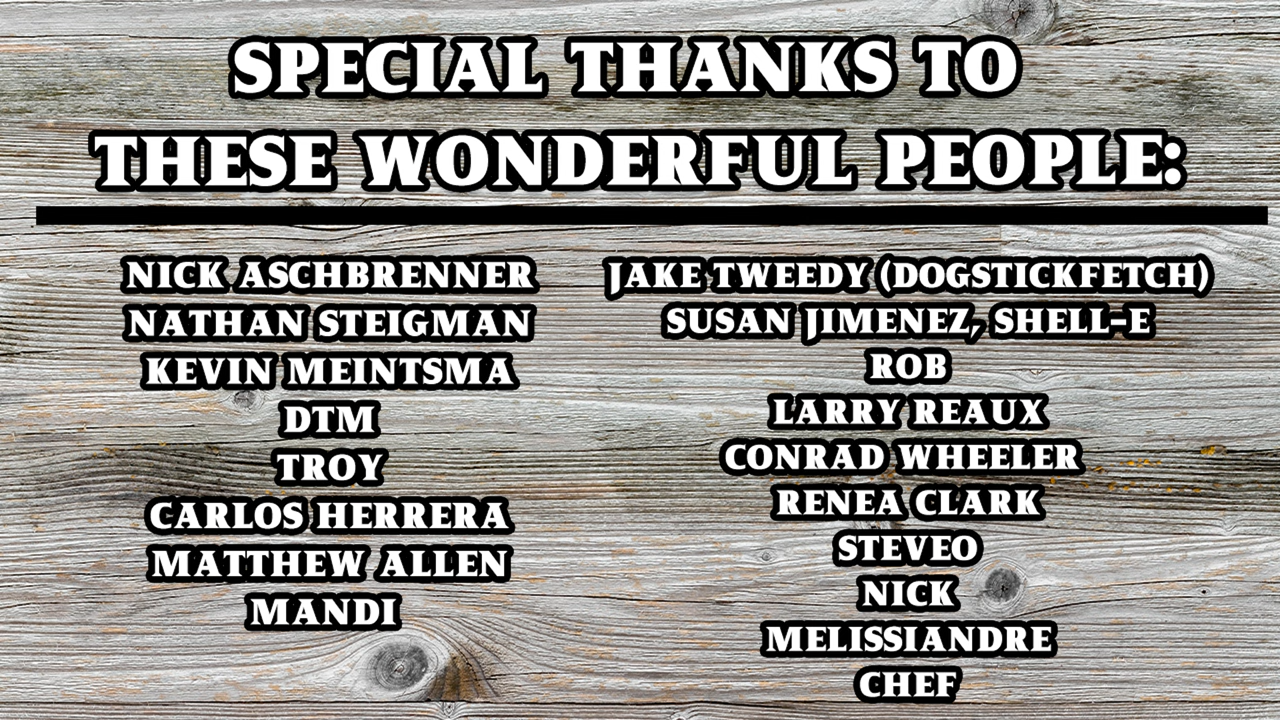 SPECIAL THANKS TO
THESE WONDERFUL PEOPLE:
NICK ASCHBRENNER
NATHAN STEIGMAN
KEVIN MEINTSMA
DTM
TROY
CARLOS HERRERA
MATTHEW ALLEN
MANDI
JAKE TWEEDY (DOGSTICKFETCH)
SUSAN JIMENEZ, SHELL-E
ROB
LARRY REAUX
CONRAD WHEELER
RENEA CLARK
STEVEO
NICK
MELISSIANDRE
CHEF